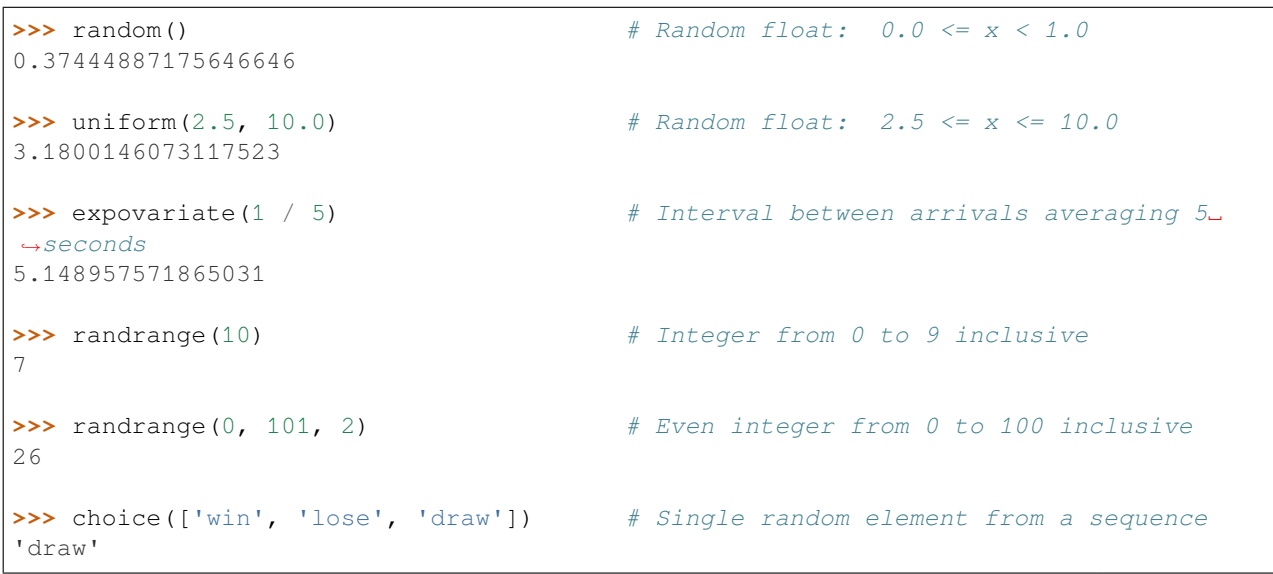 >>> random()                             # Random float:  0.0 <= x < 1.0
0.37444887175646646
>>> uniform(2.5, 10.0)                   # Random float:  2.5 <= x <= 10.0
3.1800146073117523
>>> expovariate(1 / 5)                   # Interval between arrivals averaging 5␣
↪seconds
5.148957571865031
>>> randrange(10)                        # Integer from 0 to 9 inclusive
7
>>> randrange(0, 101, 2)                 # Even integer from 0 to 100 inclusive
26
>>> choice(['win', 'lose', 'draw'])      # Single random element from a sequence
'draw'